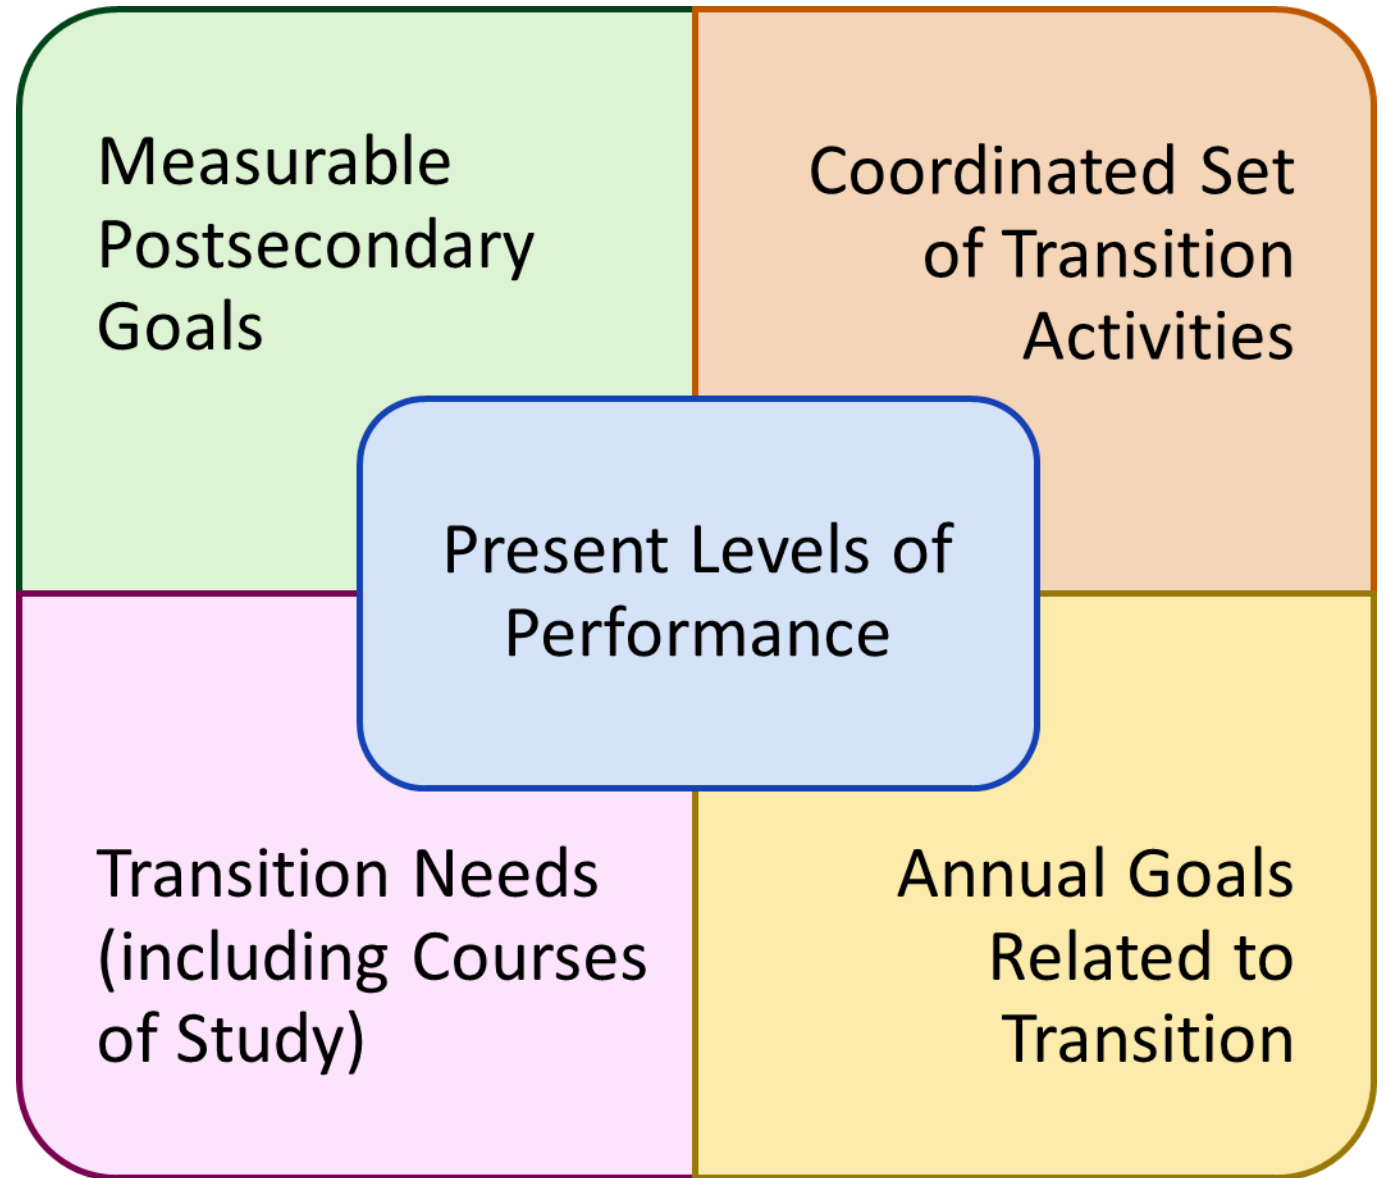 Measurable
Postsecondary
Goals
Coordinated Set
of Transition
Activities
Present Levels of
Performance
Transition Needs
(including Courses
of Study)
Annual Goals
Related to
Transition